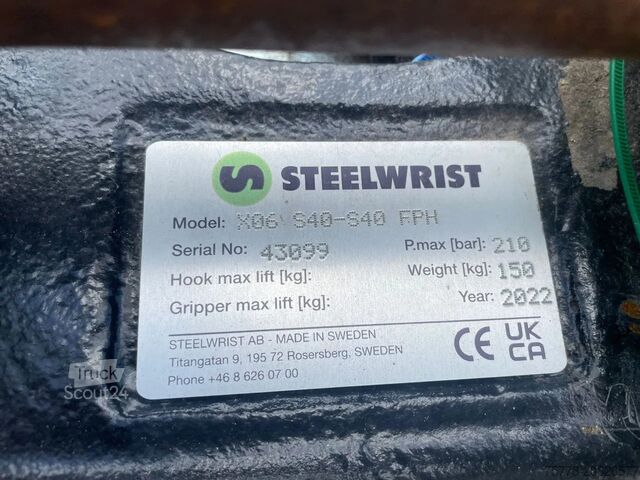 STEELWRIST
Model: X06 S40-S40 FPH
Serial No: 43099 P.max [bar]: 210
Hook max lift [kg]: Weight [kg]: 150
Gripper max lift [kg]: Year: 2022
STEELWRIST AB - MADE IN SWEDEN
Titangatan 9, 195 72 Rosersberg, SWEDEN
Phone +46 8 626 07 00
CE UK CA
Truck
Scout24